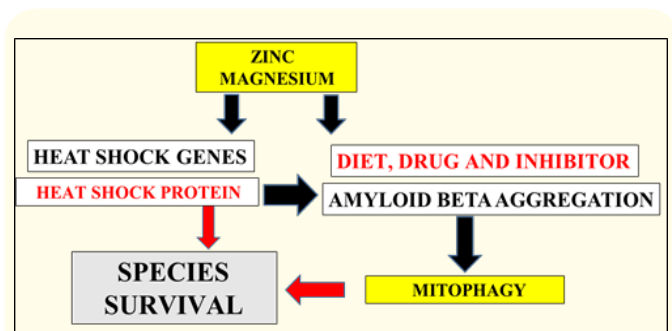 ZINC
MAGNESIUM
HEAT SHOCK GENES
HEAT SHOCK PROTEIN
DIET, DRUG AND INHIBITOR
AMYLOID BETA AGGREGATION
SPECIES
SURVIVAL
MITOPHAGY